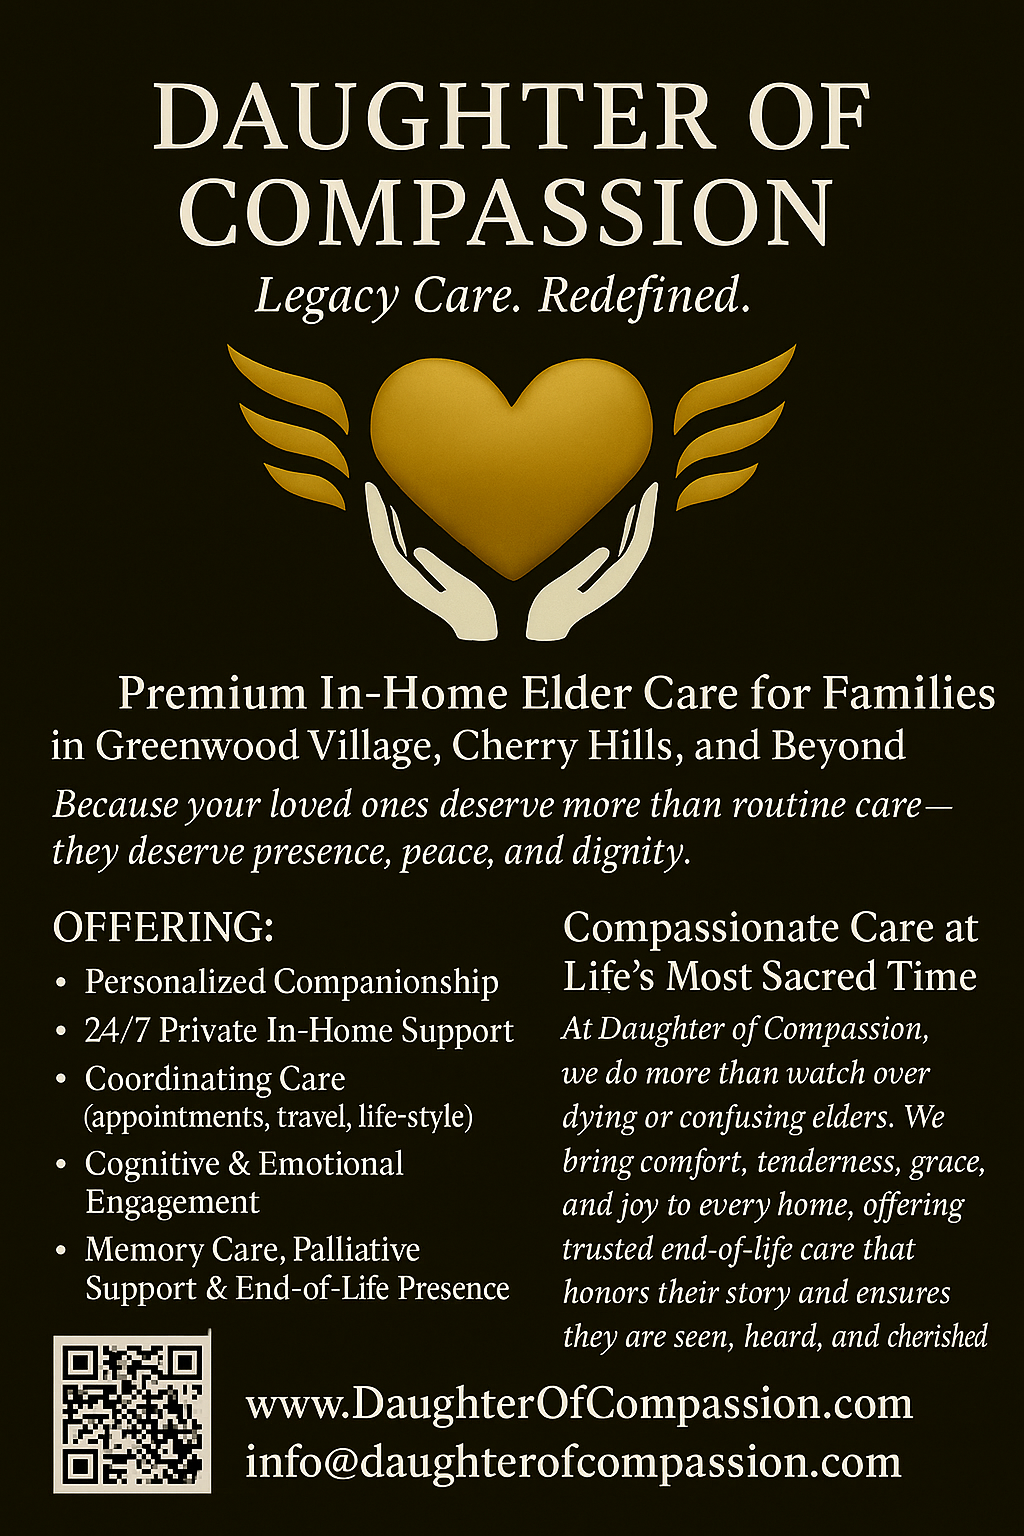 DAUGHTER OF
COMPASSION
Legacy Care. Redefined.
Premium In-Home Elder Care for Families
in Greenwood Village, Cherry Hills, and Beyond
Because your loved ones deserve more than routine care—
they deserve presence, peace, and dignity.
OFFERING:
• Personalized Companionship
• 24/7 Private In-Home Support
• Coordinating Care
(appointments, travel, life-style)
• Cognitive & Emotional
Engagement
• Memory Care, Palliative
Support & End-of-Life Presence
Compassionate Care at
Life’s Most Sacred Time
At Daughter of Compassion,
we do more than watch over
dying or confusing elders. We
bring comfort, tenderness, grace,
and joy to every home, offering
trusted end-of-life care that
honors their story and ensures
they are seen, heard, and cherished
www.DaughterOfCompassion.com
info@daughterofcompassion.com